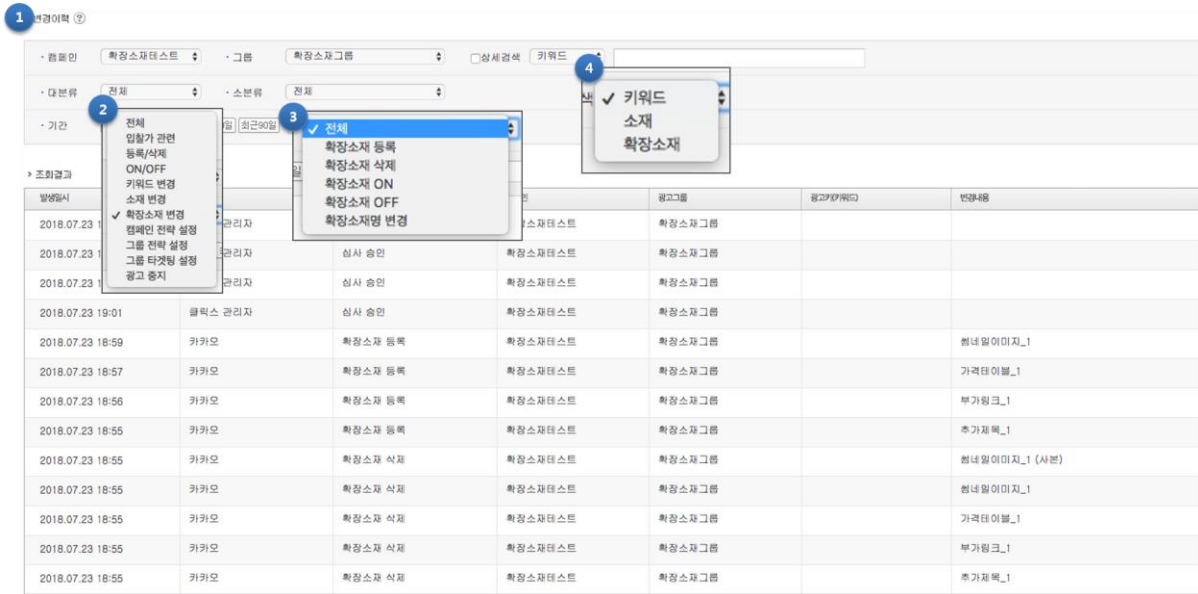 1 변경이력 ?
· 캠페인 확장소재테스트 · 그룹 확장소재그룹 상세검색 키워드
4
· 대분류 전체 · 소분류 전체
색 ✓ 키워드
소재
확장소재
2
3
· 기간 최근90일
전체
입찰가 관련
등록/삭제
ON/OFF
키워드 변경
소재 변경
✓ 확장소재 변경
캠페인 전략 설정
그룹 전략 설정
그룹 타겟팅 설정
광고 중지
✓ 전체
확장소재 등록
확장소재 삭제
확장소재 ON
확장소재 OFF
확장소재명 변경
› 조회결과
발생일시 광고그룹 광고키(키워드) 변경내용
2018.07.23 관리자 확장소재테스트 확장소재그룹
2018.07.23 관리자 심사 승인 확장소재테스트 확장소재그룹
2018.07.23 관리자 심사 승인 확장소재테스트 확장소재그룹
2018.07.23 19:01 클릭스 관리자 심사 승인 확장소재테스트 확장소재그룹
2018.07.23 18:59 카카모 확장소재 등록 확장소재테스트 확장소재그룹 썸네일이미지_1
2018.07.23 18:57 카카모 확장소재 등록 확장소재테스트 확장소재그룹 가격테이블_1
2018.07.23 18:56 카카모 확장소재 등록 확장소재테스트 확장소재그룹 부가링크_1
2018.07.23 18:55 카카모 확장소재 등록 확장소재테스트 확장소재그룹 추가제목_1
2018.07.23 18:55 카카모 확장소재 삭제 확장소재테스트 확장소재그룹 썸네일이미지_1 (사본)
2018.07.23 18:55 카카모 확장소재 삭제 확장소재테스트 확장소재그룹 썸네일이미지_1
2018.07.23 18:55 카카모 확장소재 삭제 확장소재테스트 확장소재그룹 가격테이블_1
2018.07.23 18:55 카카모 확장소재 삭제 확장소재테스트 확장소재그룹 부가링크_1
2018.07.23 18:55 카카모 확장소재 삭제 확장소재테스트 확장소재그룹 추가제목_1